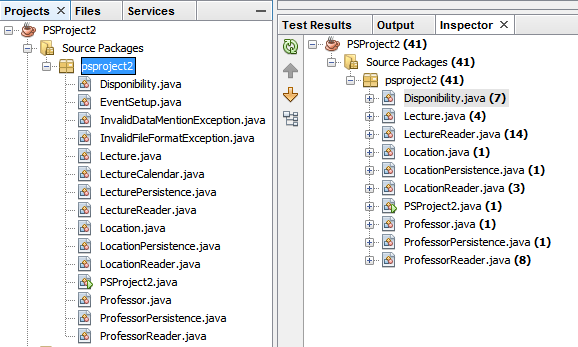 Projects × Files Services
PSProject2
Source Packages
psproject2
Disponibility.java
EventSetup.java
InvalidDataMentionException.java
InvalidFileFormatException.java
Lecture.java
LectureCalendar.java
LecturePersistence.java
LectureReader.java
Location.java
LocationPersistence.java
LocationReader.java
PSProject2.java
Professor.java
ProfessorPersistence.java
ProfessorReader.java
Test Results Output Inspector ×
PSProject2 (41)
Source Packages (41)
psproject2 (41)
Disponibility.java (7)
Lecture.java (4)
LectureReader.java (14)
Location.java (1)
LocationPersistence.java (1)
LocationReader.java (3)
PSProject2.java (1)
Professor.java (1)
ProfessorPersistence.java (1)
ProfessorReader.java (8)